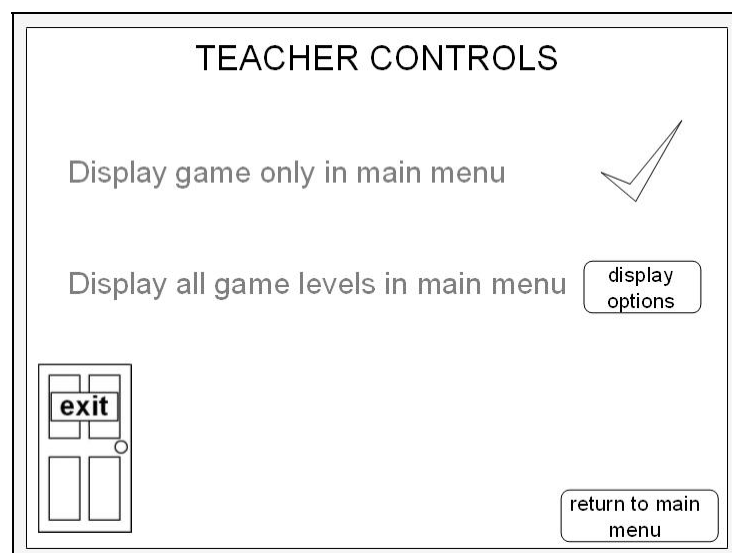 TEACHER CONTROLS
Display game only in main menu
Display all game levels in main menu
display
options
exit
return to main
menu